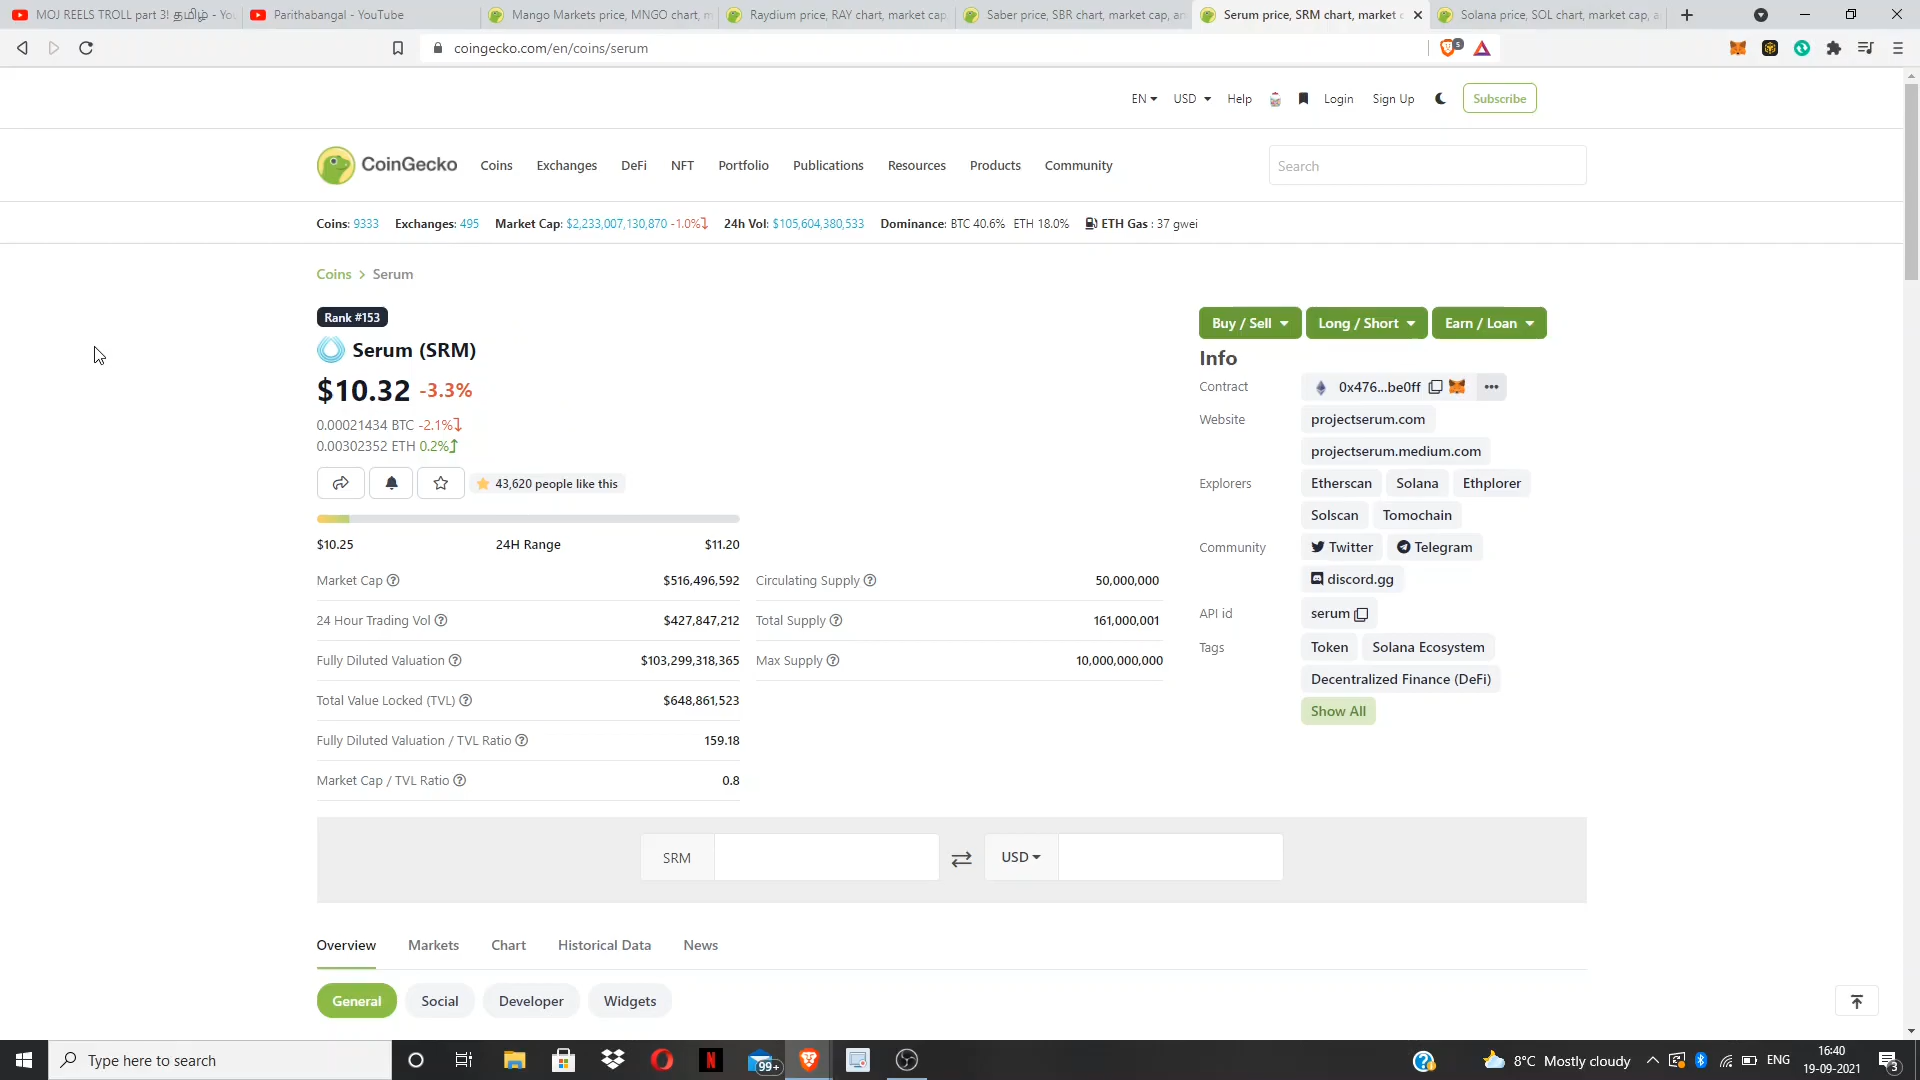 MOJ REELS TROLL part 3! தமிழ் - You
Parithabangal - YouTube
Mango Markets price, MNGO chart, m
Raydium price, RAY chart, market cap
Saber price, SBR chart, market cap, an
Serum price, SRM chart, market c
Solana price, SOL chart, market cap, a
coingecko.com/en/coins/serum
5
EN
USD
Help
Login
Sign Up
Subscribe
CoinGecko
Coins
Exchanges
DeFi
NFT
Portfolio
Publications
Resources
Products
Community
Search
Coins: 9333 Exchanges: 495 Market Cap: $2,233,007,130,870 -1.0% 24h Vol: $105,604,380,533 Dominance: BTC 40.6% ETH 18.0% ETH Gas : 37 gwei
Coins > Serum
Rank #153
Serum (SRM)
$10.32 -3.3%
0.00021434 BTC -2.1%
0.00302352 ETH 0.2%
43,620 people like this
$10.25 24H Range $11.20
Market Cap $516,496,592
24 Hour Trading Vol $427,847,212
Fully Diluted Valuation $103,299,318,365
Total Value Locked (TVL) $648,861,523
Fully Diluted Valuation / TVL Ratio 159.18
Market Cap / TVL Ratio 0.8
Circulating Supply 50,000,000
Total Supply 161,000,001
Max Supply 10,000,000,000
Buy / Sell
Long / Short
Earn / Loan
Info
Contract 0x476...be0ff
Website projectserum.com
projectserum.medium.com
Explorers Etherscan Solana Ethplorer
Solscan Tomochain
Community Twitter Telegram
discord.gg
API id serum
Tags Token Solana Ecosystem
Decentralized Finance (DeFi)
Show All
SRM
USD
Overview
Markets
Chart
Historical Data
News
General
Social
Developer
Widgets
Type here to search
99+
8°C Mostly cloudy
ENG
16:40
19-09-2021
3